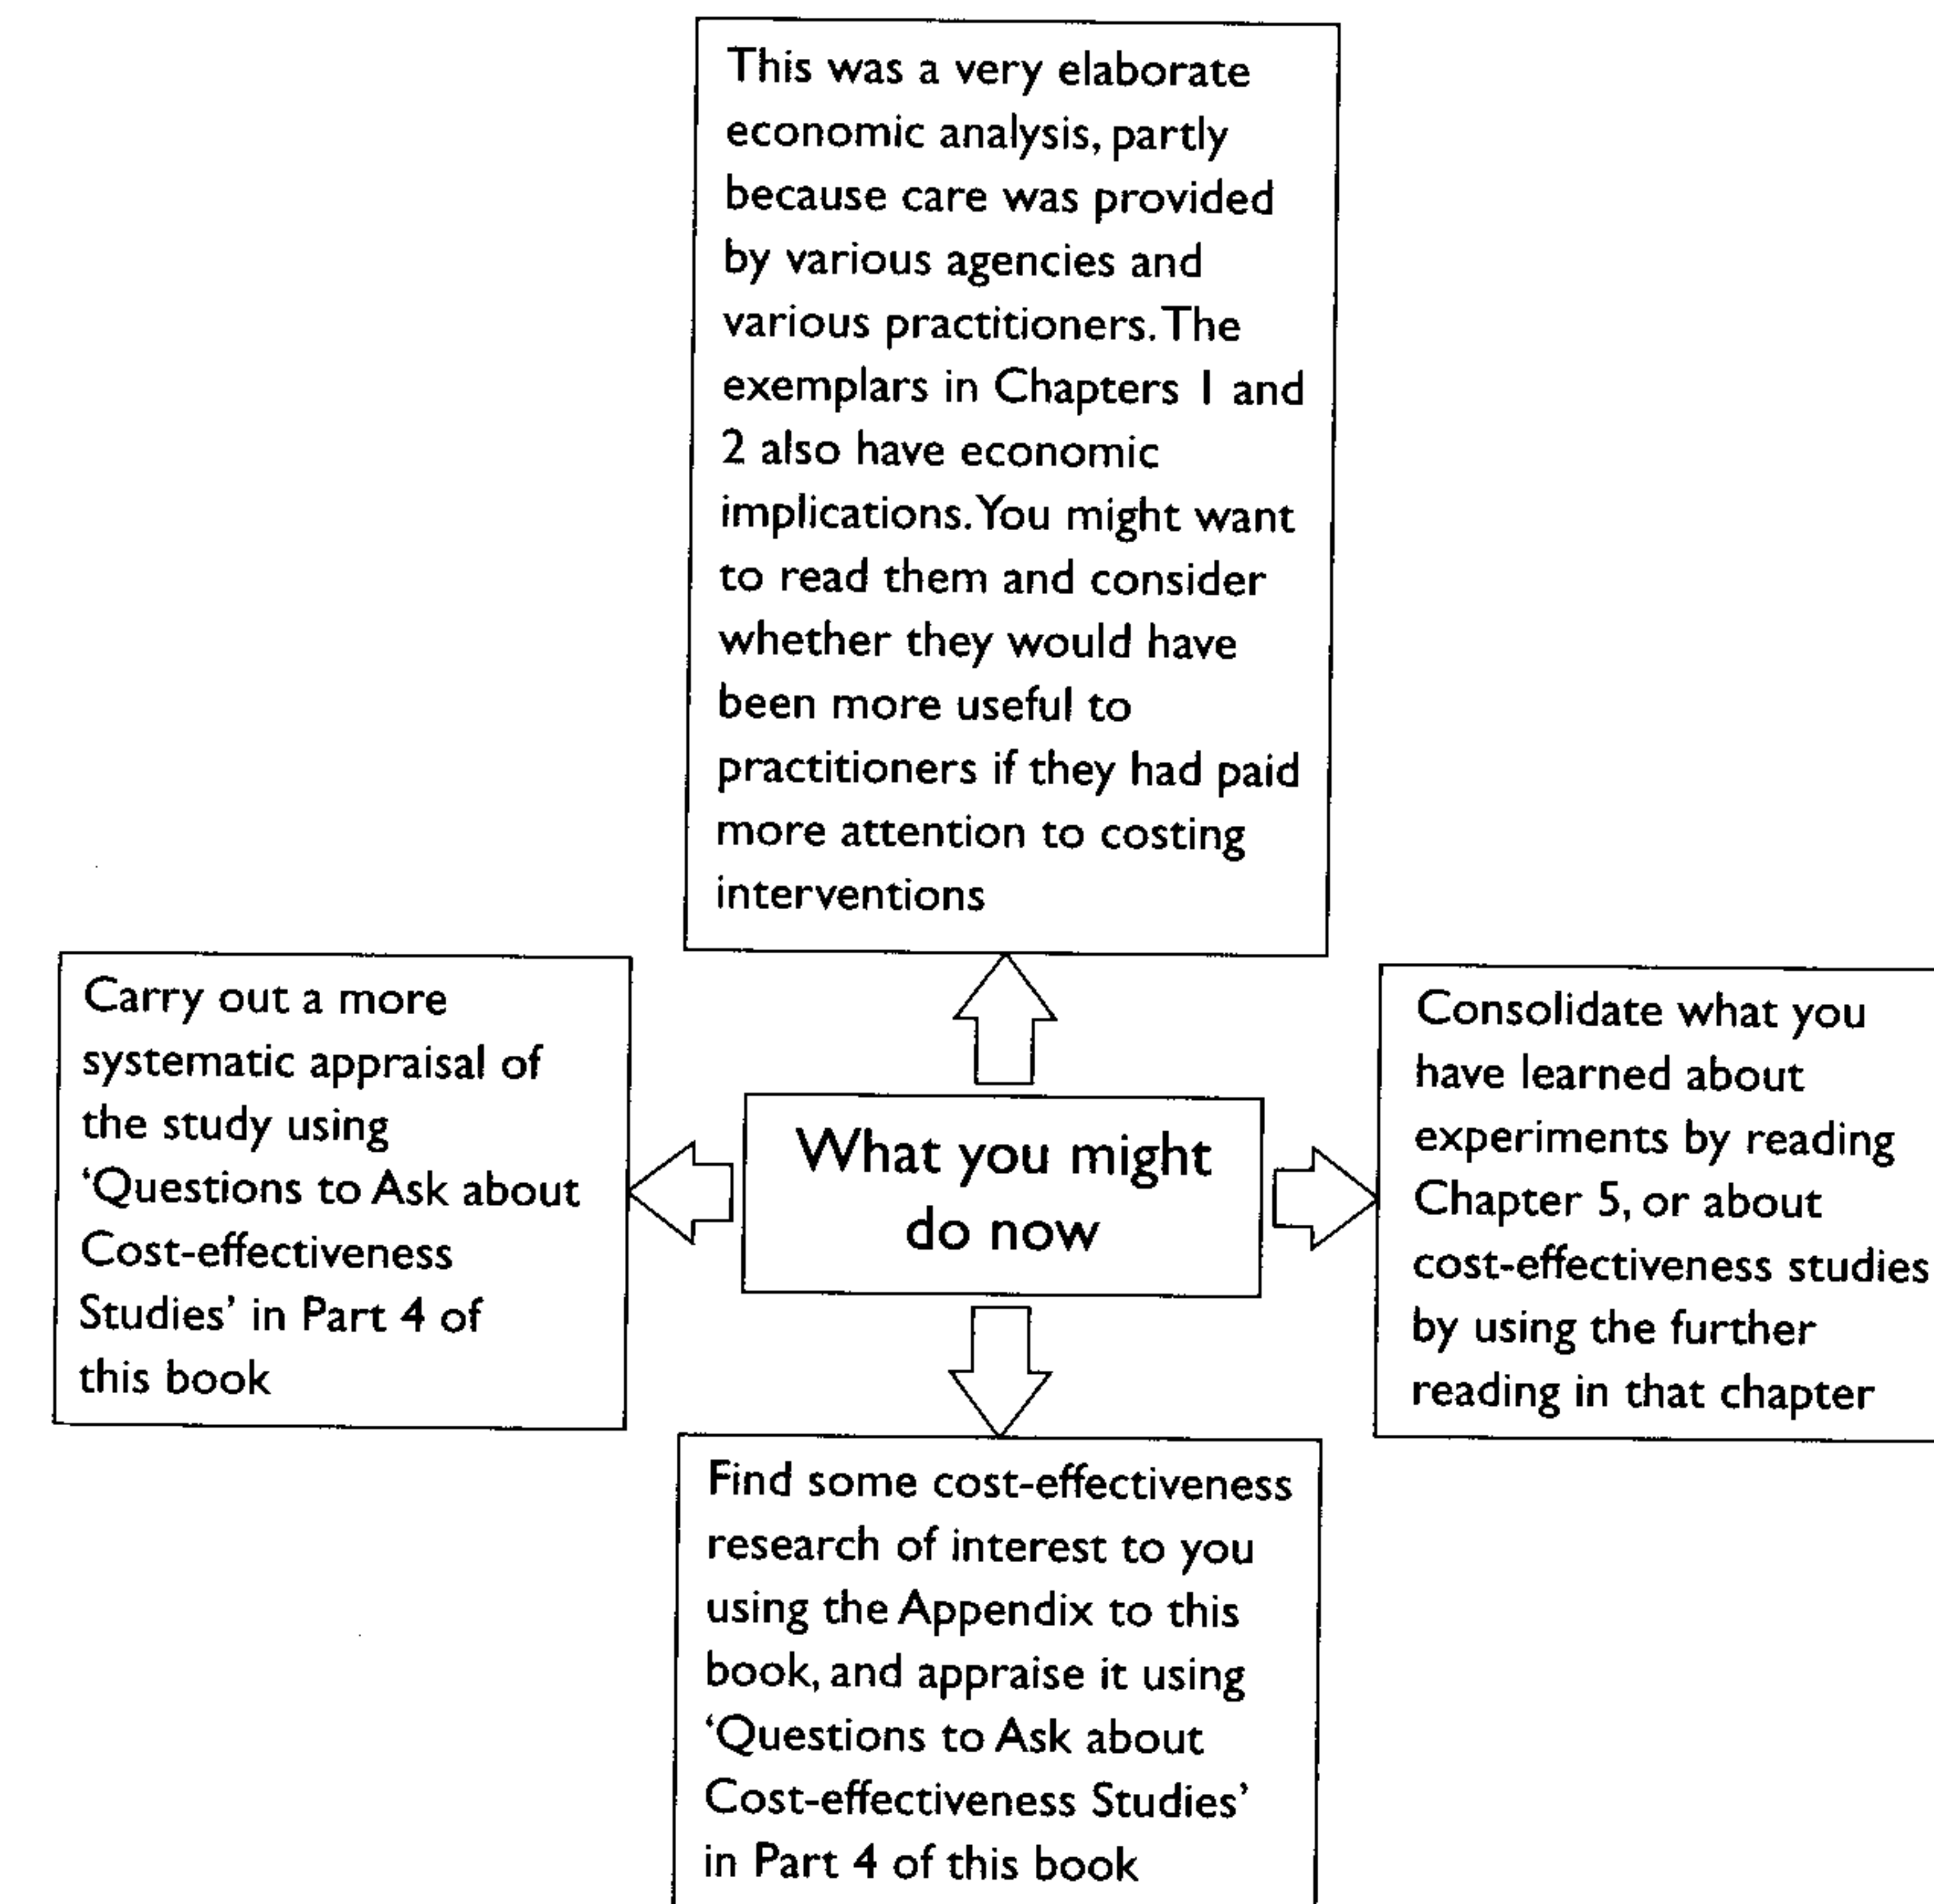 This was a very elaborate
economic analysis, partly
because care was provided
by various agencies and
various practitioners. The
exemplars in Chapters 1 and
2 also have economic
implications. You might want
to read them and consider
whether they would have
been more useful to
practitioners if they had paid
more attention to costing
interventions
Carry out a more
systematic appraisal of
the study using
‘Questions to Ask about
Cost-effectiveness
Studies’ in Part 4 of
this book
What you might
do now
Consolidate what you
have learned about
experiments by reading
Chapter 5, or about
cost-effectiveness studies
by using the further
reading in that chapter
Find some cost-effectiveness
research of interest to you
using the Appendix to this
book, and appraise it using
‘Questions to Ask about
Cost-effectiveness Studies’
in Part 4 of this book